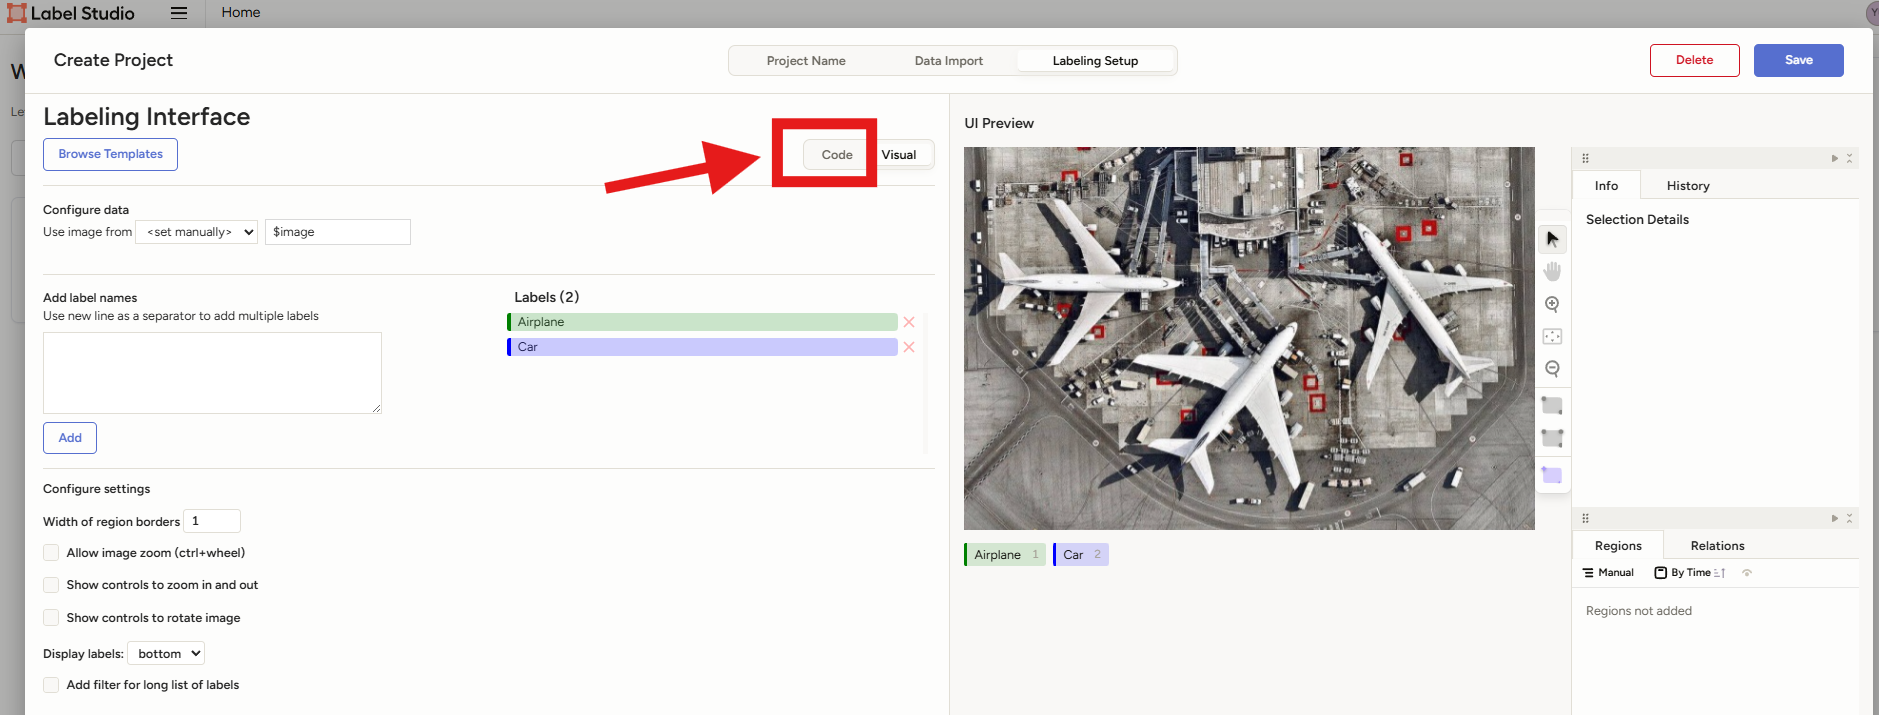 Label Studio
Home
Create Project
Project Name
Data Import
Labeling Setup
Delete
Save
Labeling Interface
Browse Templates
Code
Visual
Configure data
Use image from
<set manually>
$image
Add label names
Use new line as a separator to add multiple labels
Add
Labels (2)
Airplane
Car
Configure settings
Width of region borders
1
Allow image zoom (ctrl+wheel)
Show controls to zoom in and out
Show controls to rotate image
Display labels:
bottom
Add filter for long list of labels
UI Preview
Airplane 1
Car 2
Info
History
Selection Details
Regions
Relations
Manual
By Time
Regions not added